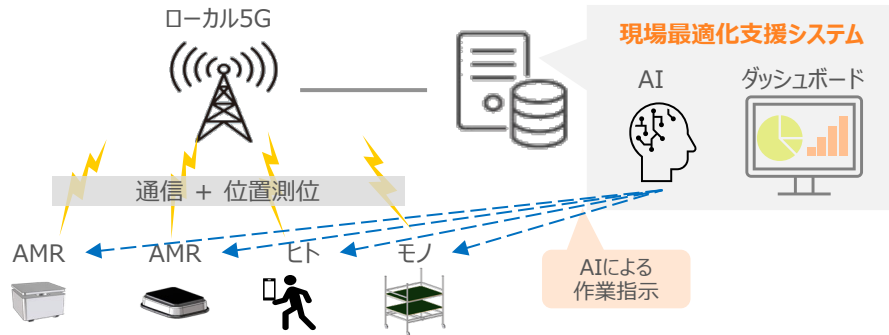 ローカル5G
現場最適化支援システム
AI
ダッシュボード
通信 + 位置測位
AMR
AMR
ヒト
モノ
AIによる
作業指示